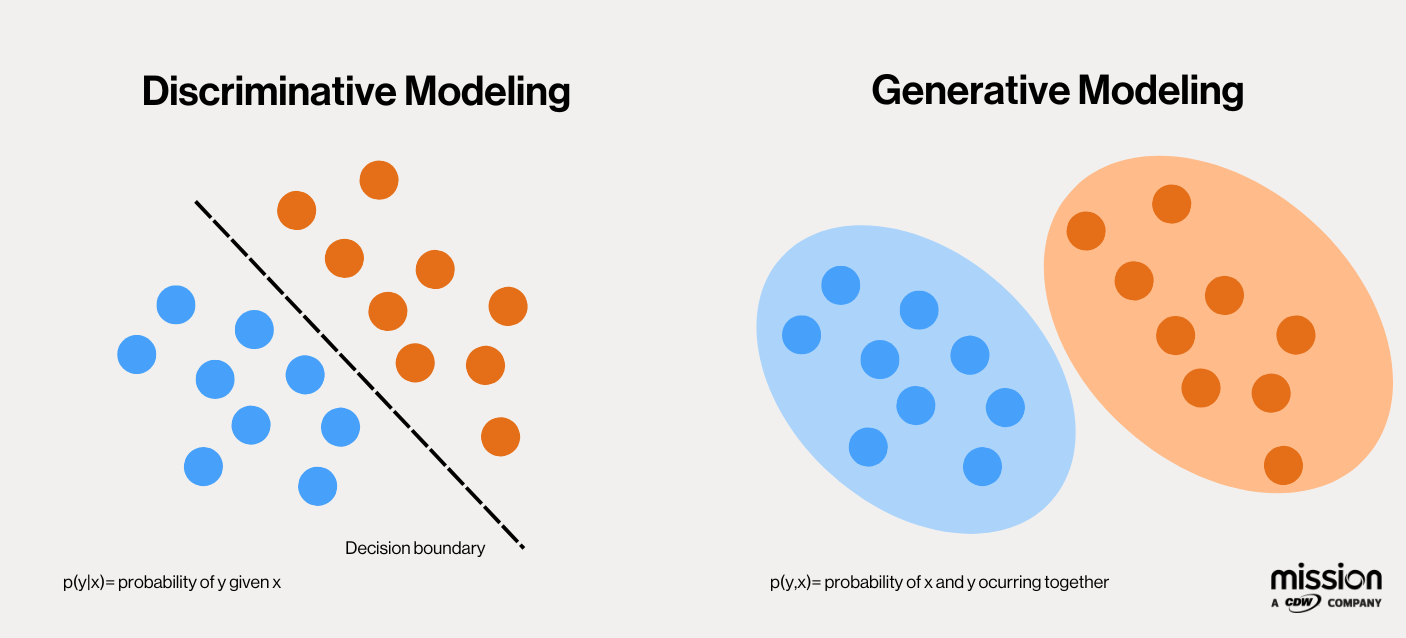 Discriminative Modeling
Generative Modeling
Decision boundary
p(y|x)= probability of y given x
p(y,x)= probability of x and y ocurring together
mission
A CDW COMPANY